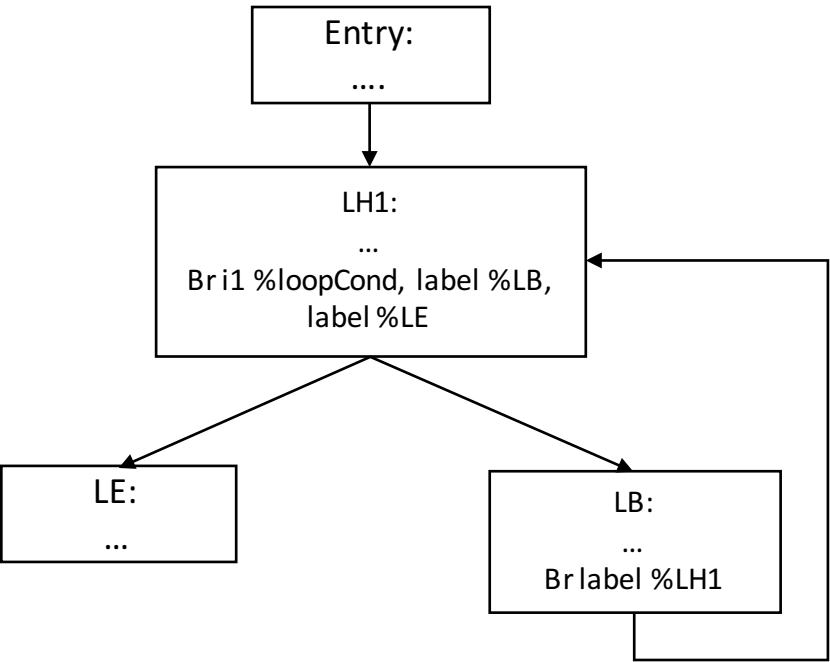 Entry:
....
LH1:
...
Br i1 %loopCond, label %LB,
label %LE
LE:
...
LB:
...
Br label %LH1